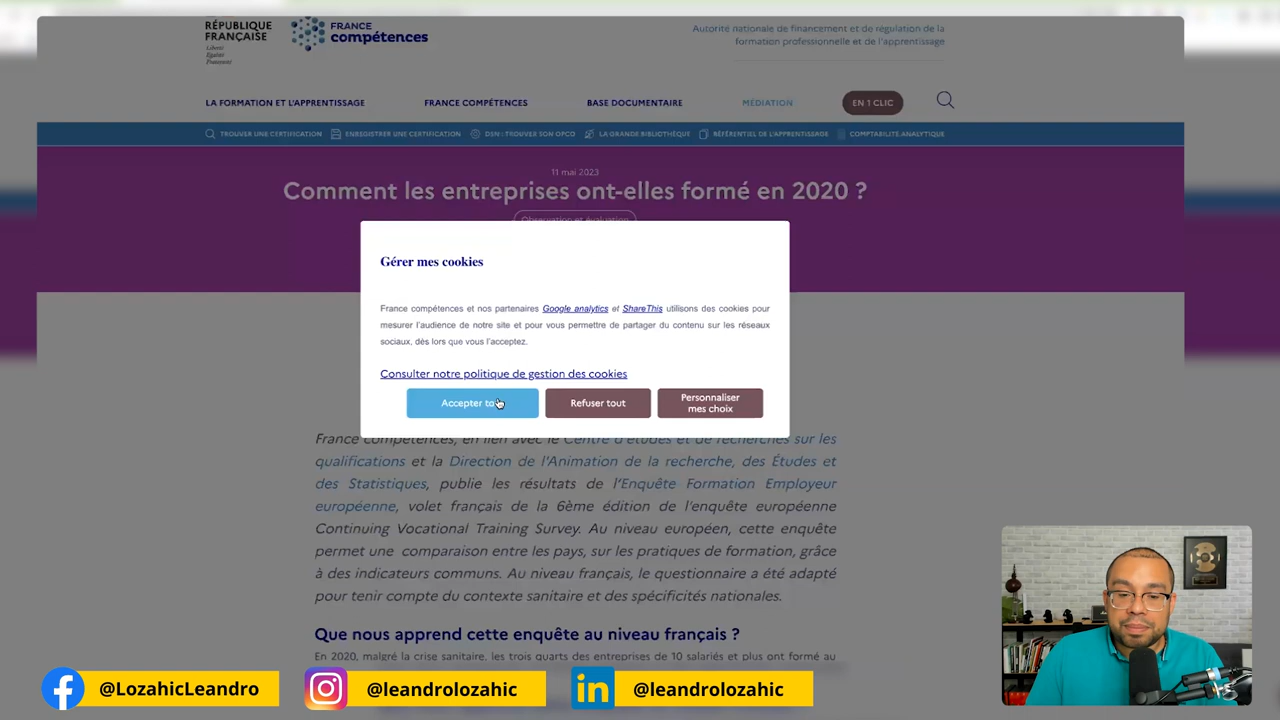 RÉPUBLIQUE
FRANÇAISE
Liberté
Égalité
Fraternité
FRANCE
compétences
Autorité nationale de financement et de régulation de la
formation professionnelle et de l'apprentissage
LA FORMATION ET L'APPRENTISSAGE
FRANCE COMPÉTENCES
BASE DOCUMENTAIRE
MÉDIATION
EN 1 CLIC
TROUVER UNE CERTIFICATION
ENREGISTRER UNE CERTIFICATION
DSN : TROUVER SON OPCO
LA GRANDE BIBLIOTHÈQUE
RÉFÉRENTIEL DE L'APPRENTISSAGE
COMPTABILITÉ ANALYTIQUE
11 mai 2023
Comment les entreprises ont-elles formé en 2020 ?
Observation et évaluation
Gérer mes cookies
France compétences et nos partenaires Google analytics et ShareThis utilisons des cookies pour
mesurer l'audience de notre site et pour vous permettre de partager du contenu sur les réseaux
sociaux, dès lors que vous l'acceptez.
Consulter notre politique de gestion des cookies
Accepter tout
Refuser tout
Personnaliser
mes choix
France compétences, en lien avec le Centre d'études et de recherches sur les
qualifications et la Direction de l'Animation de la recherche, des Études et
des Statistiques, publie les résultats de l'Enquête Formation Employeur
européenne, volet français de la 6ème édition de l'enquête européenne
Continuing Vocational Training Survey. Au niveau européen, cette enquête
permet une comparaison entre les pays, sur les pratiques de formation, grâce
à des indicateurs communs. Au niveau français, le questionnaire a été adapté
pour tenir compte du contexte sanitaire et des spécificités nationales.
Que nous apprend cette enquête au niveau français ?
En 2020, malgré la crise sanitaire, les trois quarts des entreprises de 10 salariés et plus ont formé au
@LozahicLeandro
@leandrolozahic
@leandrolozahic